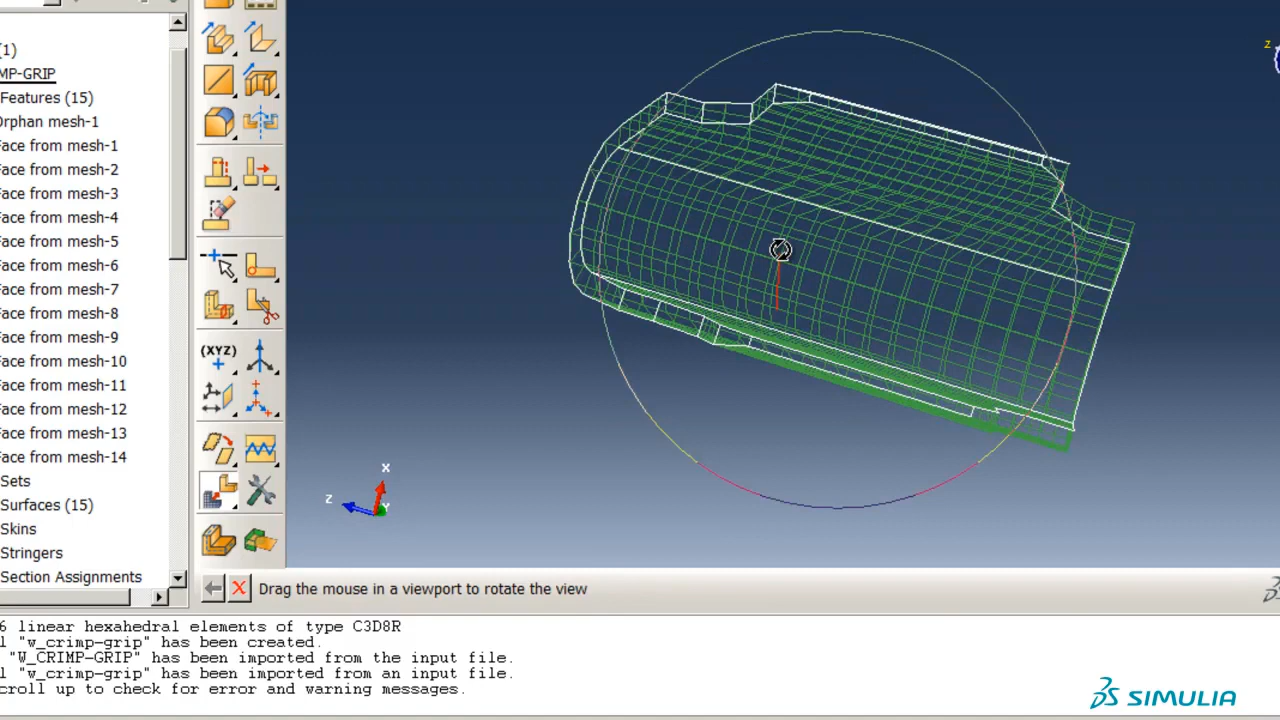 (1)
MP-GRIP
Features (15)
Orphan mesh-1
Face from mesh-1
Face from mesh-2
Face from mesh-3
Face from mesh-4
Face from mesh-5
Face from mesh-6
Face from mesh-7
Face from mesh-8
Face from mesh-9
Face from mesh-10
Face from mesh-11
Face from mesh-12
Face from mesh-13
Face from mesh-14
Sets
Surfaces (15)
Skins
Stringers
Section Assignments
(XYZ)
Z
X
Z
Y
Drag the mouse in a viewport to rotate the view
6 linear hexahedral elements of type C3D8R
l "w_crimp-grip" has been created.
"W_CRIMP-GRIP" has been imported from the input file.
l "w_crimp-grip" has been imported from an input file.
croll up to check for error and warning messages.
SIMULIA